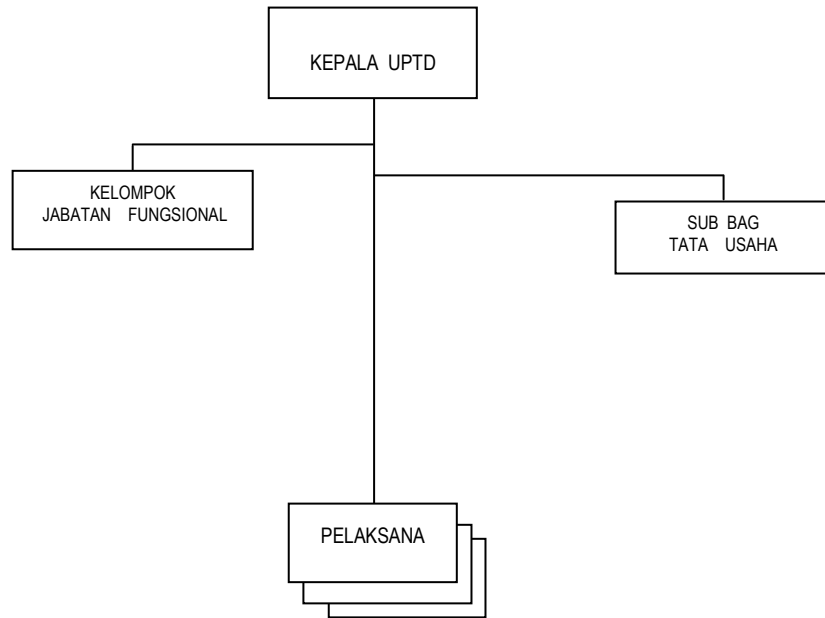 KEPALA UPTD
KELOMPOK
JABATAN FUNGSIONAL
SUB BAG
TATA USAHA
PELAKSANA